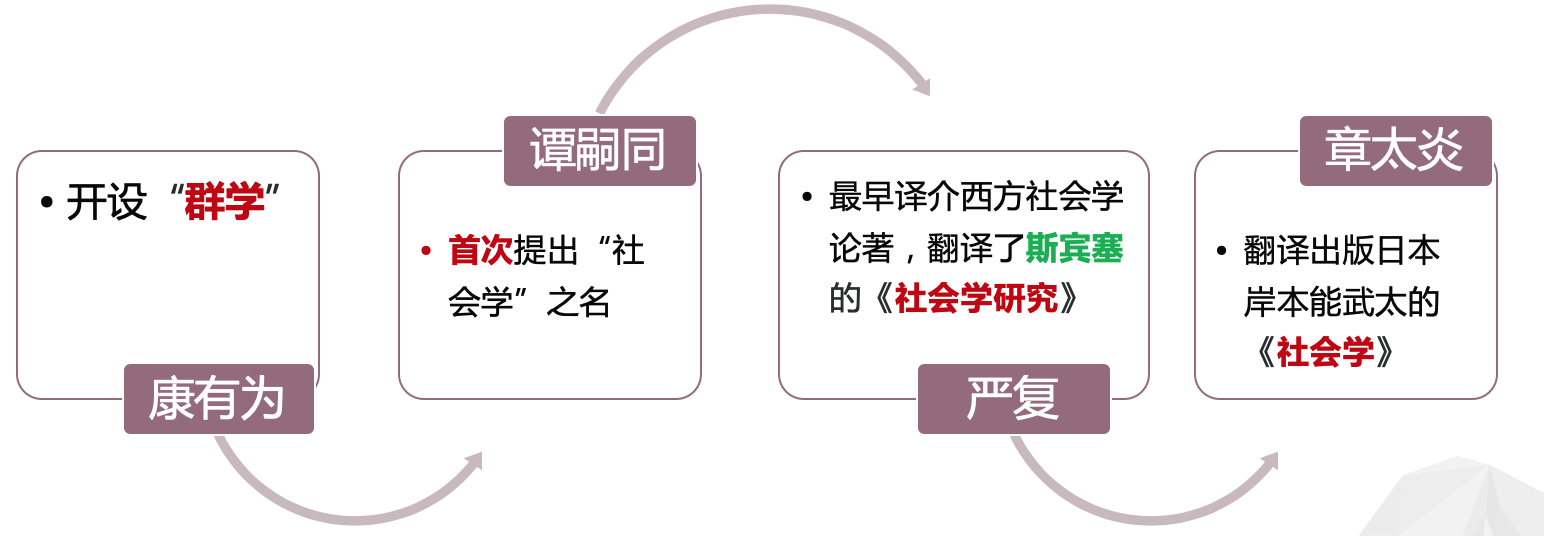 • 开设“群学”
康有为
谭嗣同
• 首次提出“社
会学”之名
• 最早译介西方社会学
论著，翻译了斯宾塞
的《社会学研究》
严复
章太炎
• 翻译出版日本
岸本能武太的
《社会学》